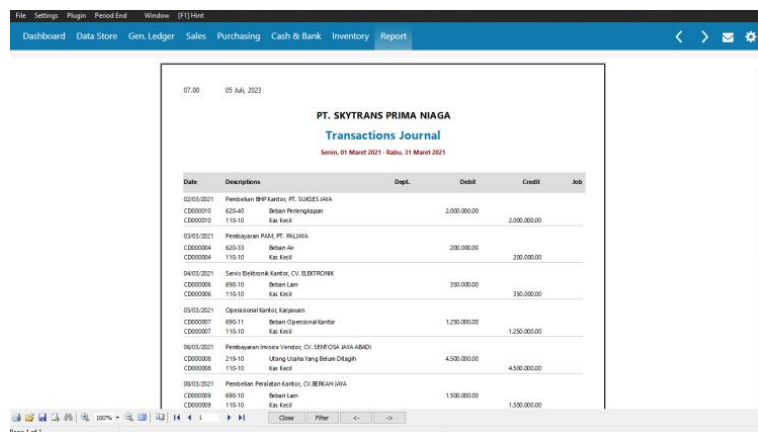 File Settings Plugin Period End Window [F1] Hint
Dashboard Data Store Gen. Ledger Sales Purchasing Cash & Bank Inventory Report
07.00 05 Juli, 2023
PT. SKYTRANS PRIMA NIAGA
Transactions Journal
Senin, 01 Maret 2021 - Rabu, 31 Maret 2021
Date Descriptions Dept. Debit Credit Job
02/03/2021 Pembelian BHP Kantor, PT. SUKSES JAYA
CD000010 620-40 Beban Perlengkapan 2.000.000.00
CD000010 110-10 Kas Kecil 2.000.000.00
03/03/2021 Pembayaran PAM, PT. PALJAYA
CD000004 620-33 Beban Air 200.000.00
CD000004 110-10 Kas Kecil 200.000.00
04/03/2021 Servis Elektronik Kantor, CV. ELEKTRONIK
CD000006 690-10 Beban Lain 350.000.00
CD000006 110-10 Kas Kecil 350.000.00
05/03/2021 Operasional Kantor, Karyawan
CD000007 690-11 Beban Opersional Kantor 1.250.000.00
CD000007 110-10 Kas Kecil 1.250.000.00
06/03/2021 Pembayaran Invoice Vendor, CV. SENTOSA JAYA ABADI
CD000008 219-10 Utang Usaha Yang Belum Ditagih 4.500.000.00
CD000008 110-10 Kas Kecil 4.500.000.00
08/03/2021 Pembelian Peralatan Kantor, CV.BERKAH JAYA
CD000009 690-10 Beban Lain 1.500.000.00
CD000009 110-10 Kas Kecil 1.500.000.00
100% 1 Close Filter <- ->
Page 1 of 1